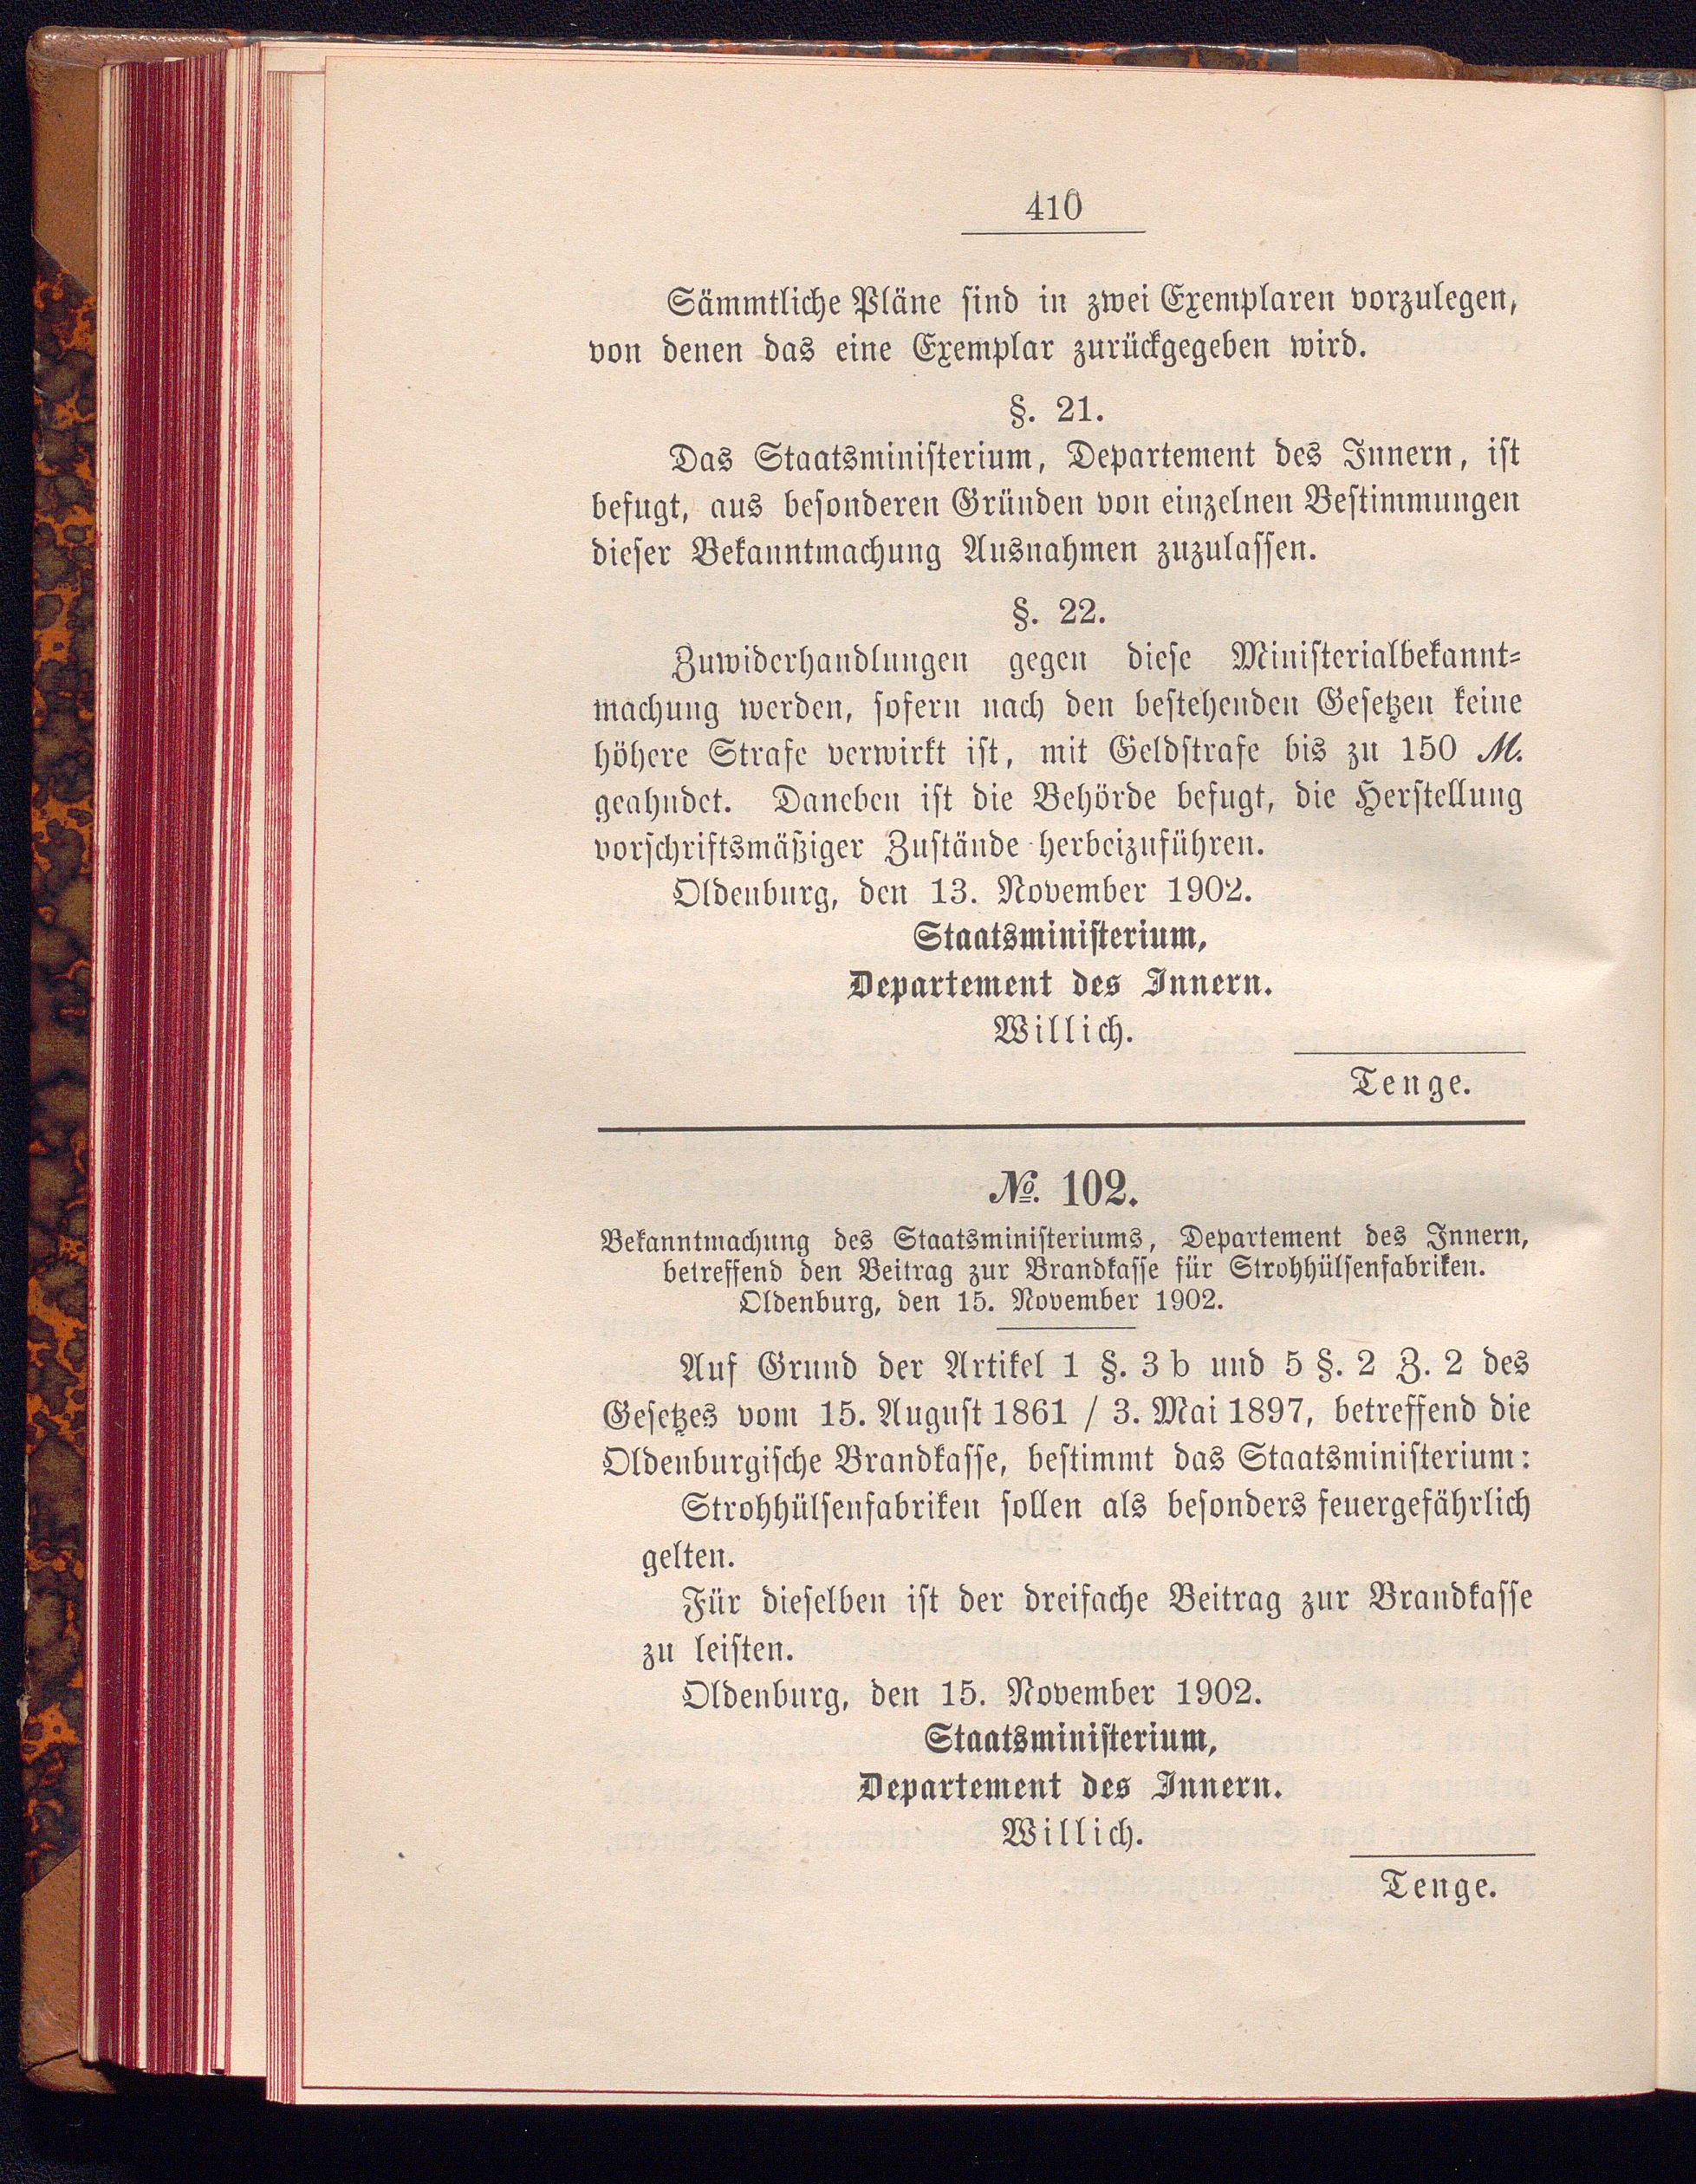 410
Sämmtliche Pläne sind in zwei Exemplaren vorzulegen,
von denen das eine Exemplar zurückgegeben wird.
§. 21.
Das Staatsministerium, Departement des Innern, ist
befugt, aus besonderen Gründen von einzelnen Bestimmungen
dieser Bekanntmachung Ausnahmen zuzulassen.
§. 22.
Zuwiderhandlungen gegen diese Ministerialbekannt-
machung werden, sofern nach den bestehenden Gesetzen keine
höhere Strafe verwirkt ist, mit Geldstrafe bis zu 150 M.
geahndet. Daneben ist die Behörde befugt, die Herstellung
vorschriftsmäßiger Zustände herbeizuführen.
Oldenburg, den 13. November 1902.
Staatsministerium,
Departement des Innern.
Willich.
Tenge.
№. 102.
Bekanntmachung des Staatsministeriums, Departement des Innern,
betreffend den Beitrag zur Brandkasse für Strohhülsenfabriken.
Oldenburg, den 15. November 1902.
Auf Grund der Artikel 1 §. 3 b und 5 §. 2 Z. 2 des
Gesetzes vom 15. August 1861 / 3. Mai 1897, betreffend die
Oldenburgische Brandkasse, bestimmt das Staatsministerium:
Strohhülsenfabriken sollen als besonders feuergefährlich
gelten.
Für dieselben ist der dreifache Beitrag zur Brandkasse
zu leisten.
Oldenburg, den 15. November 1902.
Staatsministerium,
Departement des Innern.
Willich.
Tenge.